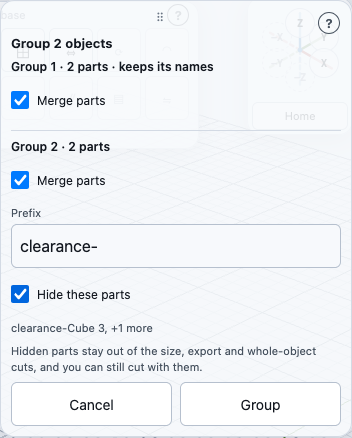 base
?
?
Group 2 objects
Group 1 · 2 parts · keeps its names
Merge parts
Group 2 · 2 parts
Merge parts
Prefix
clearance-
Hide these parts
clearance-Cube 3, +1 more
Hidden parts stay out of the size, export and whole-object
cuts, and you can still cut with them.
Cancel
Group
Z
-X
Y
X
-Z
Home